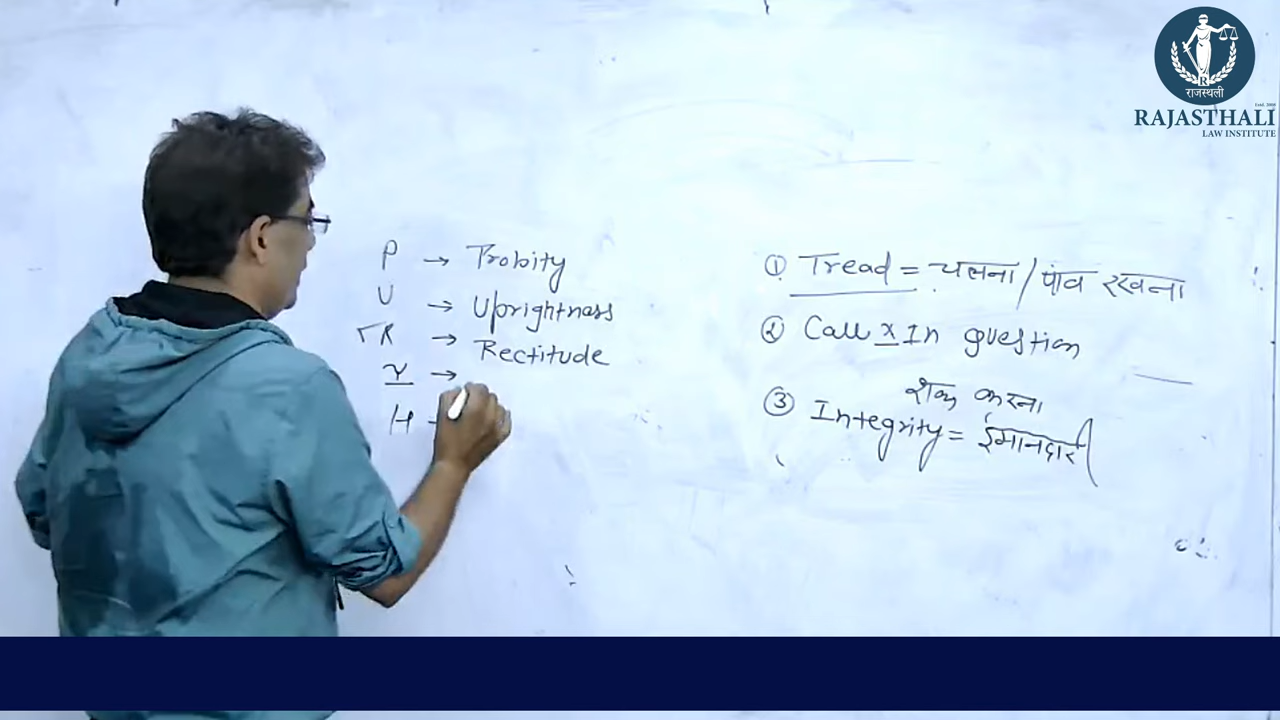 P → Probity
U → Uprightness
R → Rectitude
r →
H
① Tread = चलना / पांव रखना
② Call x In question
शक करना
③ Integrity = ईमानदारी
राजस्थली
RAJASTHALI
LAW INSTITUTE